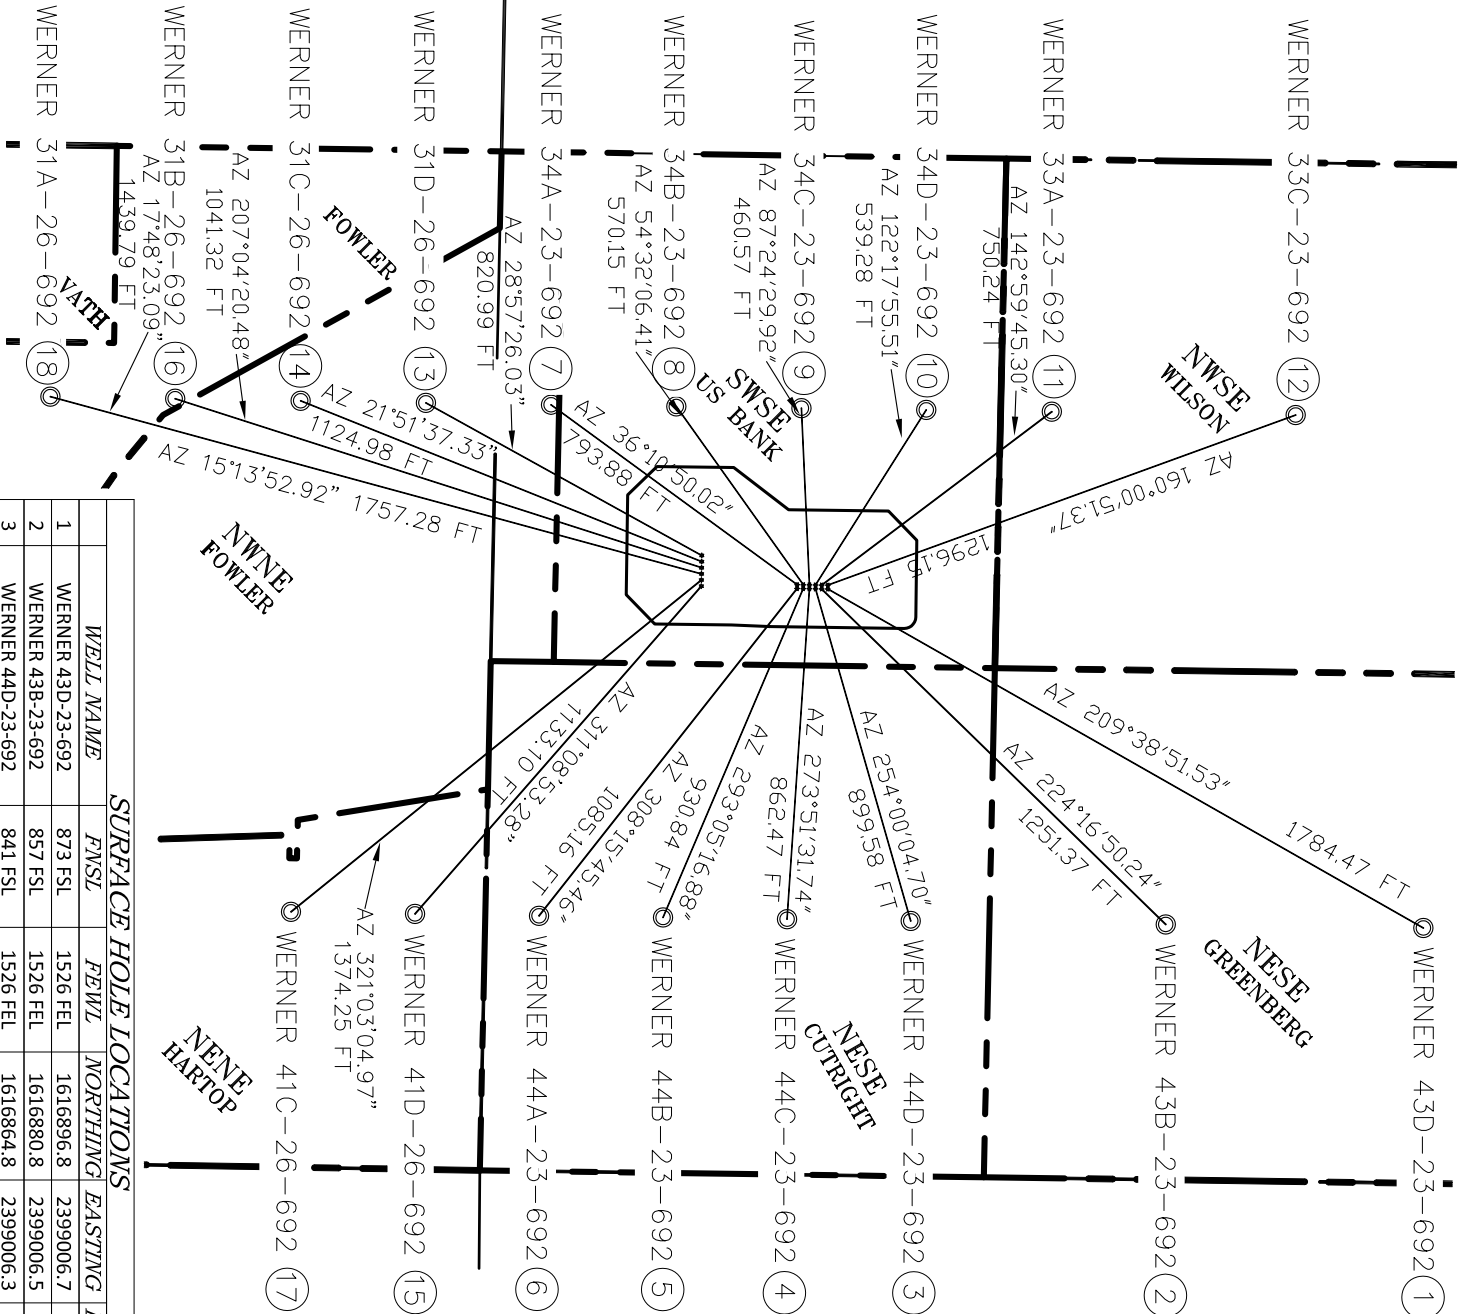 WERNER 33C-23-692 12
WERNER 33A-23-692 11
WERNER 34D-23-692 10
WERNER 34C-23-692 9
WERNER 34B-23-692 8
WERNER 34A-23-692 7
WERNER 31D-26-692 13
WERNER 31C-26-692 14
WERNER 31B-26-692 16
WERNER 31A-26-692 18
AZ 142°59'45.30"
750.24 FT
AZ 122°17'55.51"
539.28 FT
AZ 87°24'29.92"
460.57 FT
AZ 54°32'06.41"
570.15 FT
AZ 28°57'26.03"
820.99 FT
AZ 207°04'20.48"
1041.32 FT
AZ 17°48'23.09"
1439.79 FT
FOWLER
VATH
NWSE
WILSON
SWSE
US BANK
AZ 160°00'51.37"
1296.15 FT
AZ 36°10'50.02"
793.88 FT
AZ 21°51'37.33"
1124.98 FT
AZ 15°13'52.92" 1757.28 FT
NWNE
FOWLER
AZ 209°38'51.53"
1784.47 FT
AZ 224°16'50.24"
1251.37 FT
AZ 254°00'04.70"
899.58 FT
AZ 273°51'31.74"
862.47 FT
AZ 293°05'16.88"
930.84 FT
AZ 308°15'45.46"
1085.16 FT
AZ 311°08'53.28"
1133.10 FT
AZ 321°03'04.97"
1374.25 FT
NESE
GREENBERG
NESE
CUTRIGHT
NENE
HARTOP
WERNER 43D-23-692 1
WERNER 43B-23-692 2
WERNER 44D-23-692 3
WERNER 44C-23-692 4
WERNER 44B-23-692 5
WERNER 44A-23-692 6
WERNER 41D-26-692 15
WERNER 41C-26-692 17
SURFACE HOLE LOCATIONS
WELL NAME FNSL FEWL NORTHING EASTING
1 WERNER 43D-23-692 873 FSL 1526 FEL 1616896.8 2399006.7
2 WERNER 43B-23-692 857 FSL 1526 FEL 1616880.8 2399006.5
3 WERNER 44D-23-692 841 FSL 1526 FEL 1616864.8 2399006.3